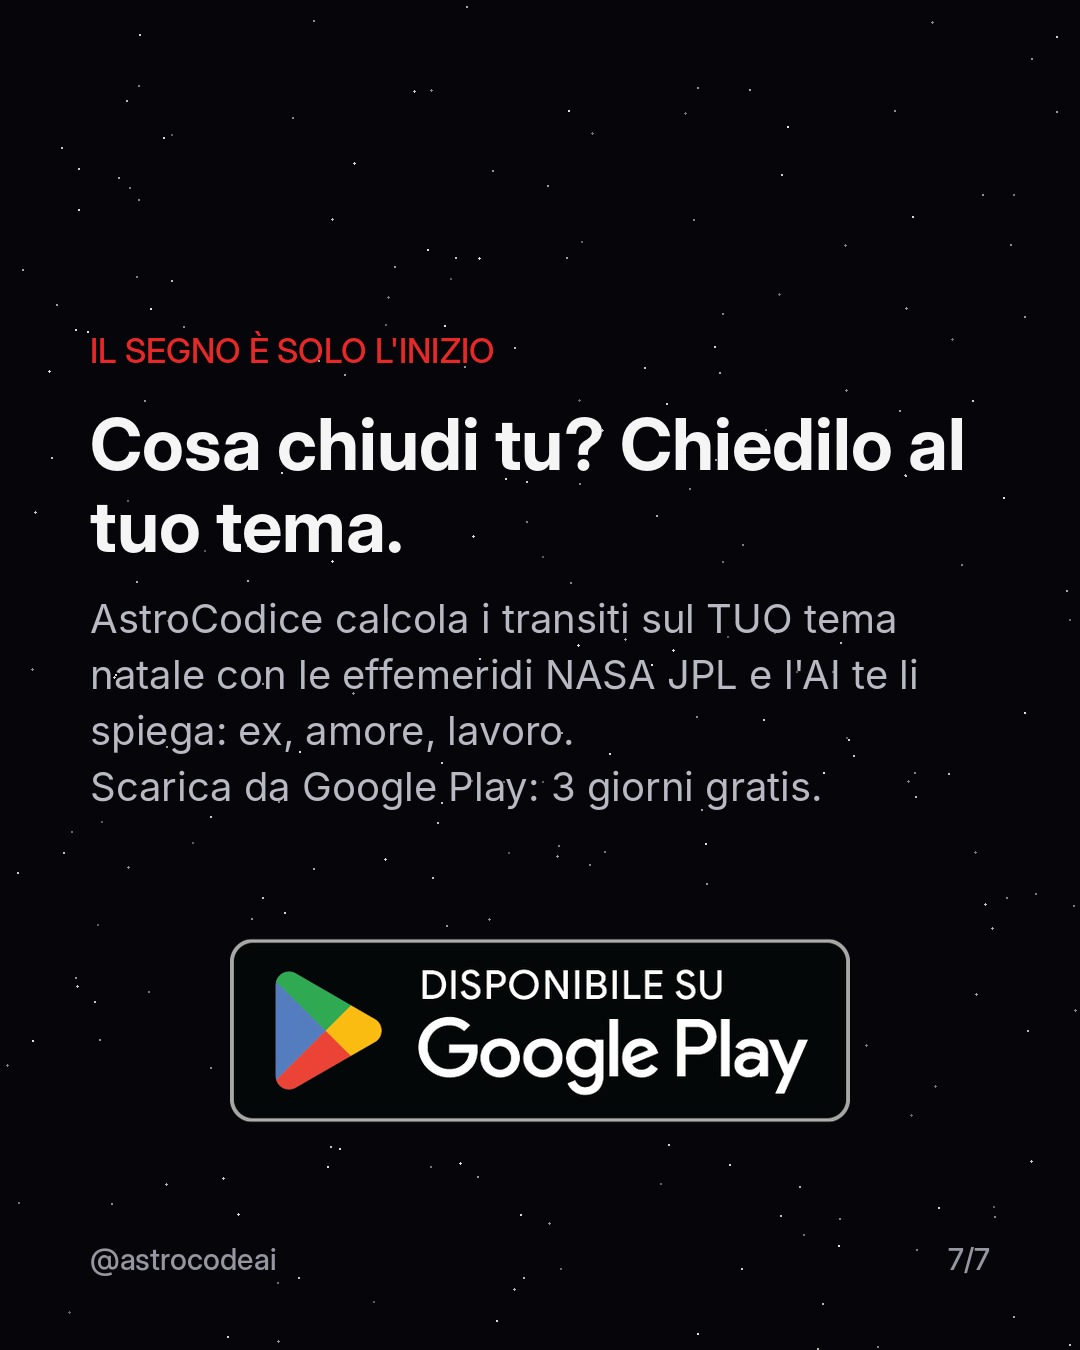 IL SEGNO È SOLO L'INIZIO
Cosa chiudi tu? Chiedilo al
tuo tema.
AstroCodice calcola i transiti sul TUO tema
natale con le effemeridi NASA JPL e l'AI te li
spiega: ex, amore, lavoro.
Scarica da Google Play: 3 giorni gratis.
DISPONIBILE SU
Google Play
@astrocodeai
7/7